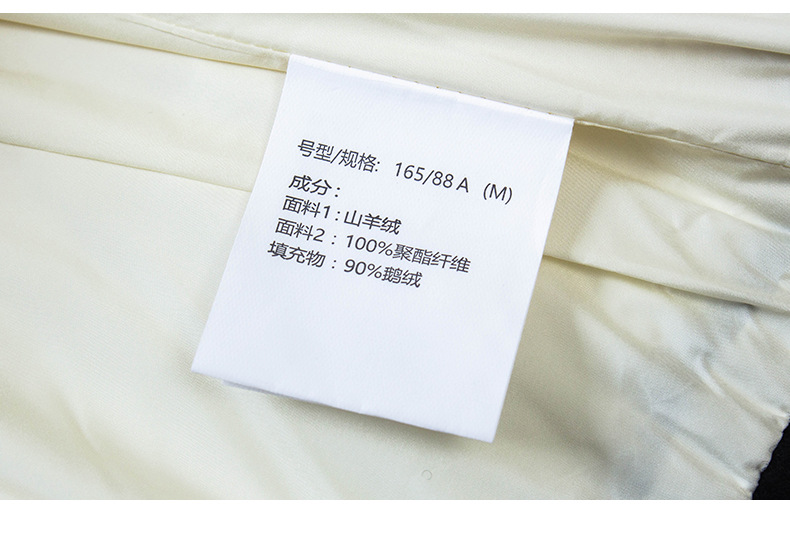 号型/规格: 165/88A (M)
成分:
面料1:山羊绒
面料2:100%聚酯纤维
填充物:90%鹅绒